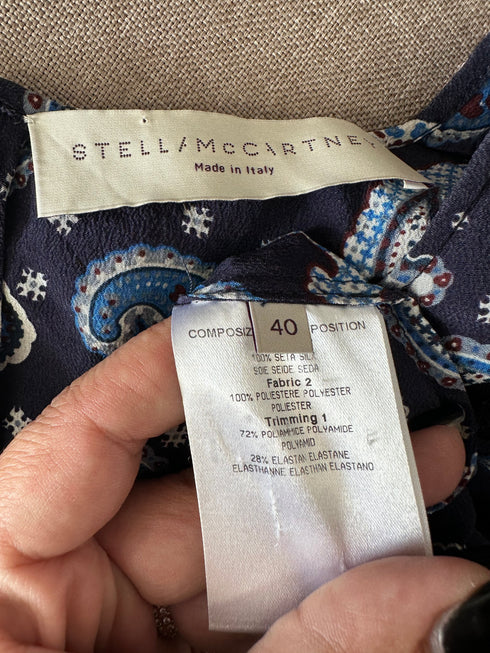 STELLA McCARTNEY
Made in Italy
COMPOSIZ 40 POSITION
100% SETA SILK
SOIE SEIDE SEDA
Fabric 2
100% POLIESTERE POLYESTER
POLIESTER
Trimming 1
72% POLIAMMIDE POLYAMIDE
POLYAMID
28% ELASTAN ELASTANE
ELASTHANNE ELASTHAN ELASTANO